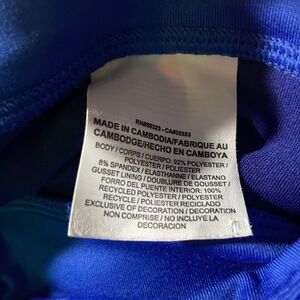 RN#56323 - CA#05553
MADE IN CAMBODIA/FABRIQUE AU
CAMBODGE/HECHO EN CAMBOYA
BODY / CORPS / CUERPO: 92% POLYESTER /
POLYESTER / POLIESTER
8% SPANDEX / ELASTHANNE / ELASTANO
GUSSET LINING / DOUBLURE DE GOUSSET /
FORRO DEL PUENTE INTERIOR: 100%
RECYCLED POLYESTER / POLYESTER
RECYCLE / POLIESTER RECICLADO
EXCLUSIVE OF DECORATION / DECORATION
NON COMPRISE / NO INCLUYE LA
DECORACION